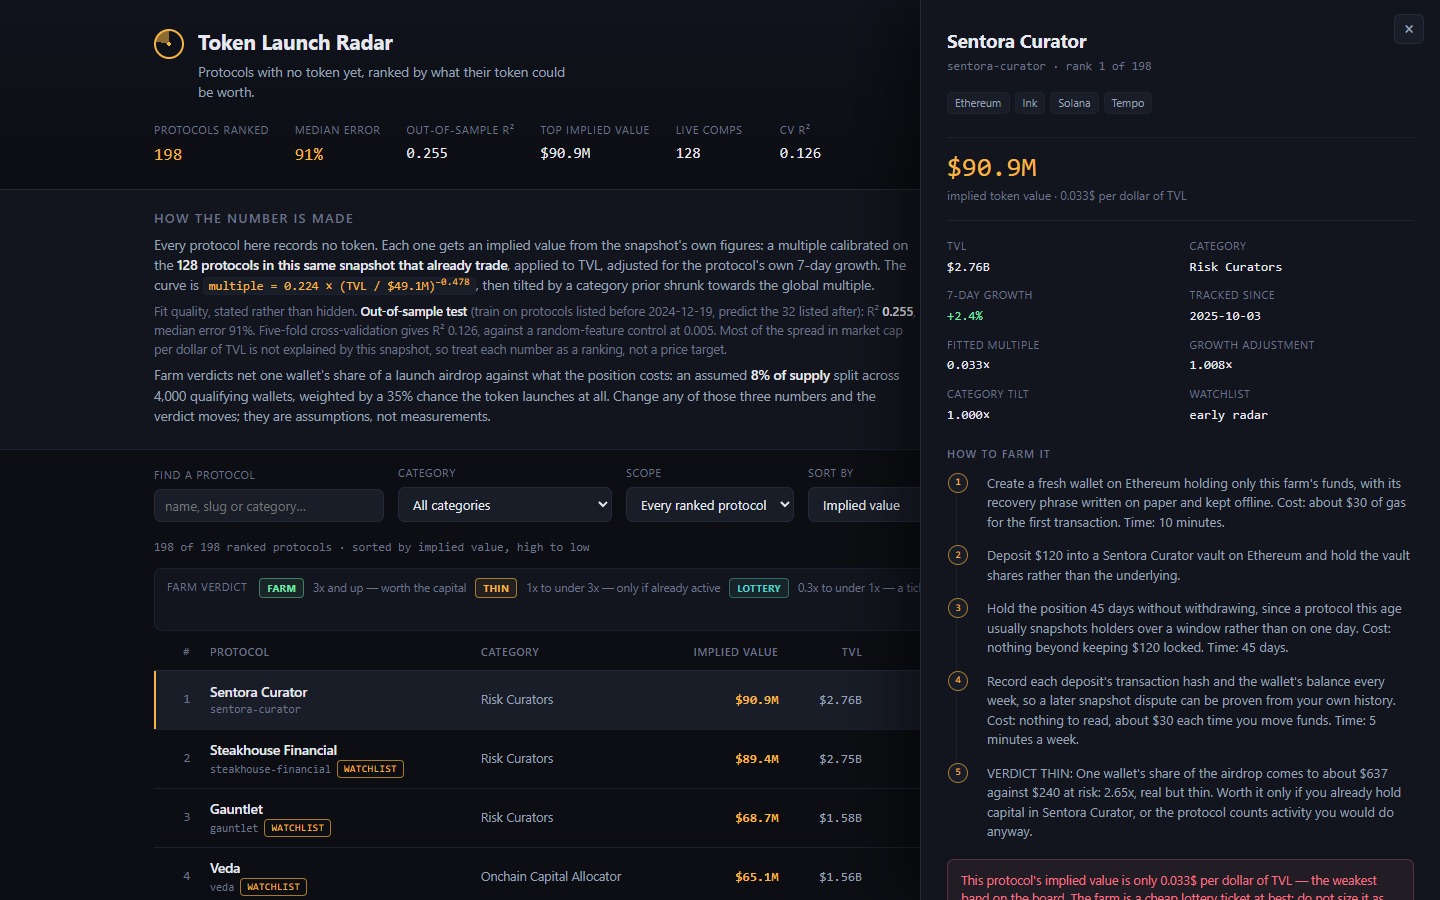 Token Launch Radar
Protocols with no token yet, ranked by what their token could
be worth.
PROTOCOLS RANKED
198
MEDIAN ERROR
91%
OUT-OF-SAMPLE R²
0.255
TOP IMPLIED VALUE
$90.9M
LIVE COMPS
128
CV R²
0.126
HOW THE NUMBER IS MADE
Every protocol here records no token. Each one gets an implied value from the snapshot's own figures: a multiple calibrated on
the 128 protocols in this same snapshot that already trade, applied to TVL, adjusted for the protocol's own 7-day growth. The
curve is multiple = 0.224 × (TVL / $49.1M)^−0.478, then tilted by a category prior shrunk towards the global multiple.
Fit quality, stated rather than hidden. Out-of-sample test (train on protocols listed before 2024-12-19, predict the 32 listed after): R² 0.255,
median error 91%. Five-fold cross-validation gives R² 0.126, against a random-feature control at 0.005. Most of the spread in market cap
per dollar of TVL is not explained by this snapshot, so treat each number as a ranking, not a price target.
Farm verdicts net one wallet's share of a launch airdrop against what the position costs: an assumed 8% of supply split across
4,000 qualifying wallets, weighted by a 35% chance the token launches at all. Change any of those three numbers and the
verdict moves; they are assumptions, not measurements.
FIND A PROTOCOL
name, slug or category...
CATEGORY
All categories
SCOPE
Every ranked protocol
SORT BY
Implied value
198 of 198 ranked protocols · sorted by implied value, high to low
FARM VERDICT FARM 3x and up — worth the capital THIN 1x to under 3x — only if already active LOTTERY 0.3x to under 1x — a
# PROTOCOL CATEGORY IMPLIED VALUE TVL
1 Sentora Curator Risk Curators $90.9M $2.76B
sentora-curator
2 Steakhouse Financial Risk Curators $89.4M $2.75B
steakhouse-financial WATCHLIST
3 Gauntlet Risk Curators $68.7M $1.58B
gauntlet WATCHLIST
4 Veda Onchain Capital Allocator $65.1M $1.56B
veda WATCHLIST
×
Sentora Curator
sentora-curator · rank 1 of 198
Ethereum Ink Solana Tempo
$90.9M
implied token value · 0.033$ per dollar of TVL
TVL
$2.76B
CATEGORY
Risk Curators
7-DAY GROWTH
+2.4%
TRACKED SINCE
2025-10-03
FITTED MULTIPLE
0.033×
GROWTH ADJUSTMENT
1.008×
CATEGORY TILT
1.000×
WATCHLIST
early radar
HOW TO FARM IT
1 Create a fresh wallet on Ethereum holding only this farm's funds, with its
recovery phrase written on paper and kept offline. Cost: about $30 of gas
for the first transaction. Time: 10 minutes.
2 Deposit $120 into a Sentora Curator vault on Ethereum and hold the vault
shares rather than the underlying.
3 Hold the position 45 days without withdrawing, since a protocol this age
usually snapshots holders over a window rather than on one day. Cost:
nothing beyond keeping $120 locked. Time: 45 days.
4 Record each deposit's transaction hash and the wallet's balance every
week, so a later snapshot dispute can be proven from your own history.
Cost: nothing to read, about $30 each time you move funds. Time: 5
minutes a week.
5 VERDICT THIN: One wallet's share of the airdrop comes to about $637
against $240 at risk: 2.65x, real but thin. Worth it only if you already hold
capital in Sentora Curator, or the protocol counts activity you would do
anyway.
This protocol's implied value is only 0.033$ per dollar of TVL — the weakest
band on the board. The farm is a cheap lottery ticket at best; do not size it as